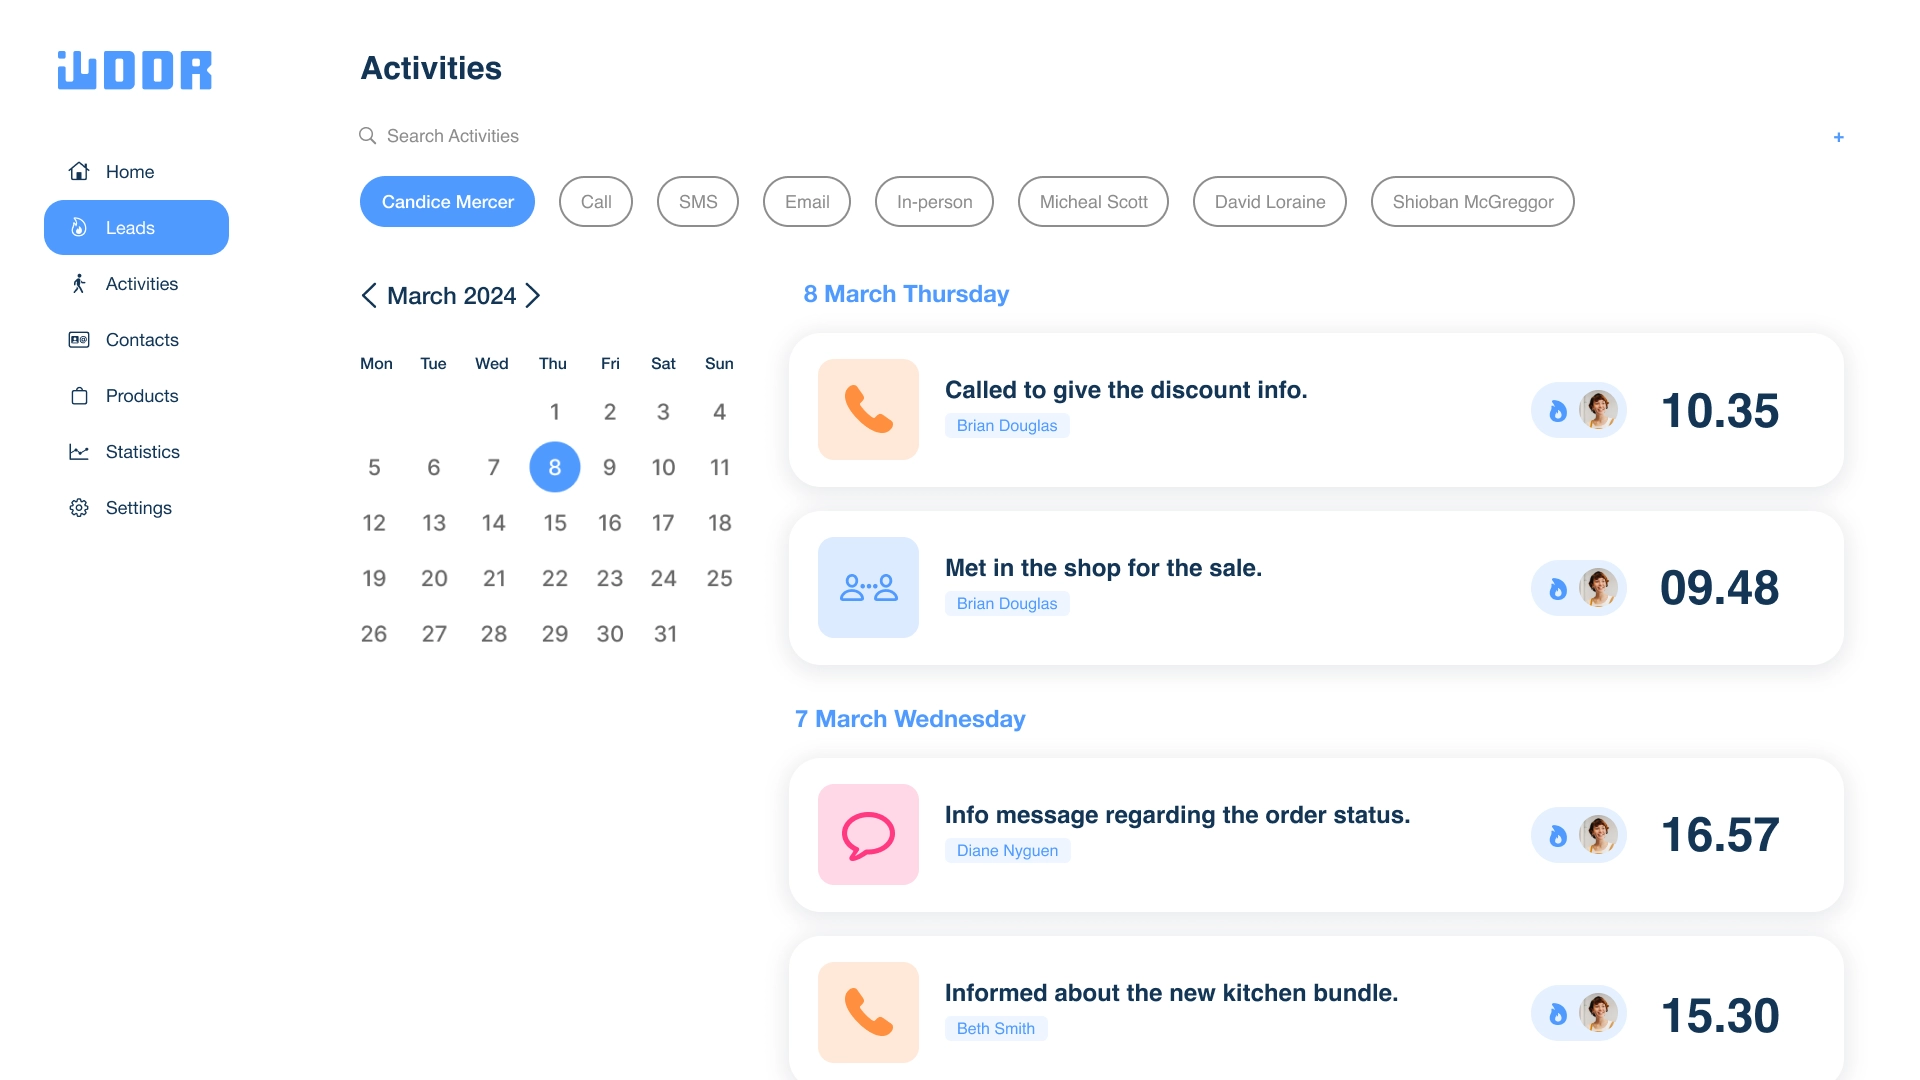 WOOR
Activities
Search Activities
+
Candice Mercer
Call
SMS
Email
In-person
Micheal Scott
David Loraine
Shioban McGreggor
Home
Leads
Activities
Contacts
Products
Statistics
Settings
March 2024
Mon Tue Wed Thu Fri Sat Sun
1 2 3 4
5 6 7 8 9 10 11
12 13 14 15 16 17 18
19 20 21 22 23 24 25
26 27 28 29 30 31
8 March Thursday
Called to give the discount info.
Brian Douglas
10.35
Met in the shop for the sale.
Brian Douglas
09.48
7 March Wednesday
Info message regarding the order status.
Diane Nyguen
16.57
Informed about the new kitchen bundle.
Beth Smith
15.30